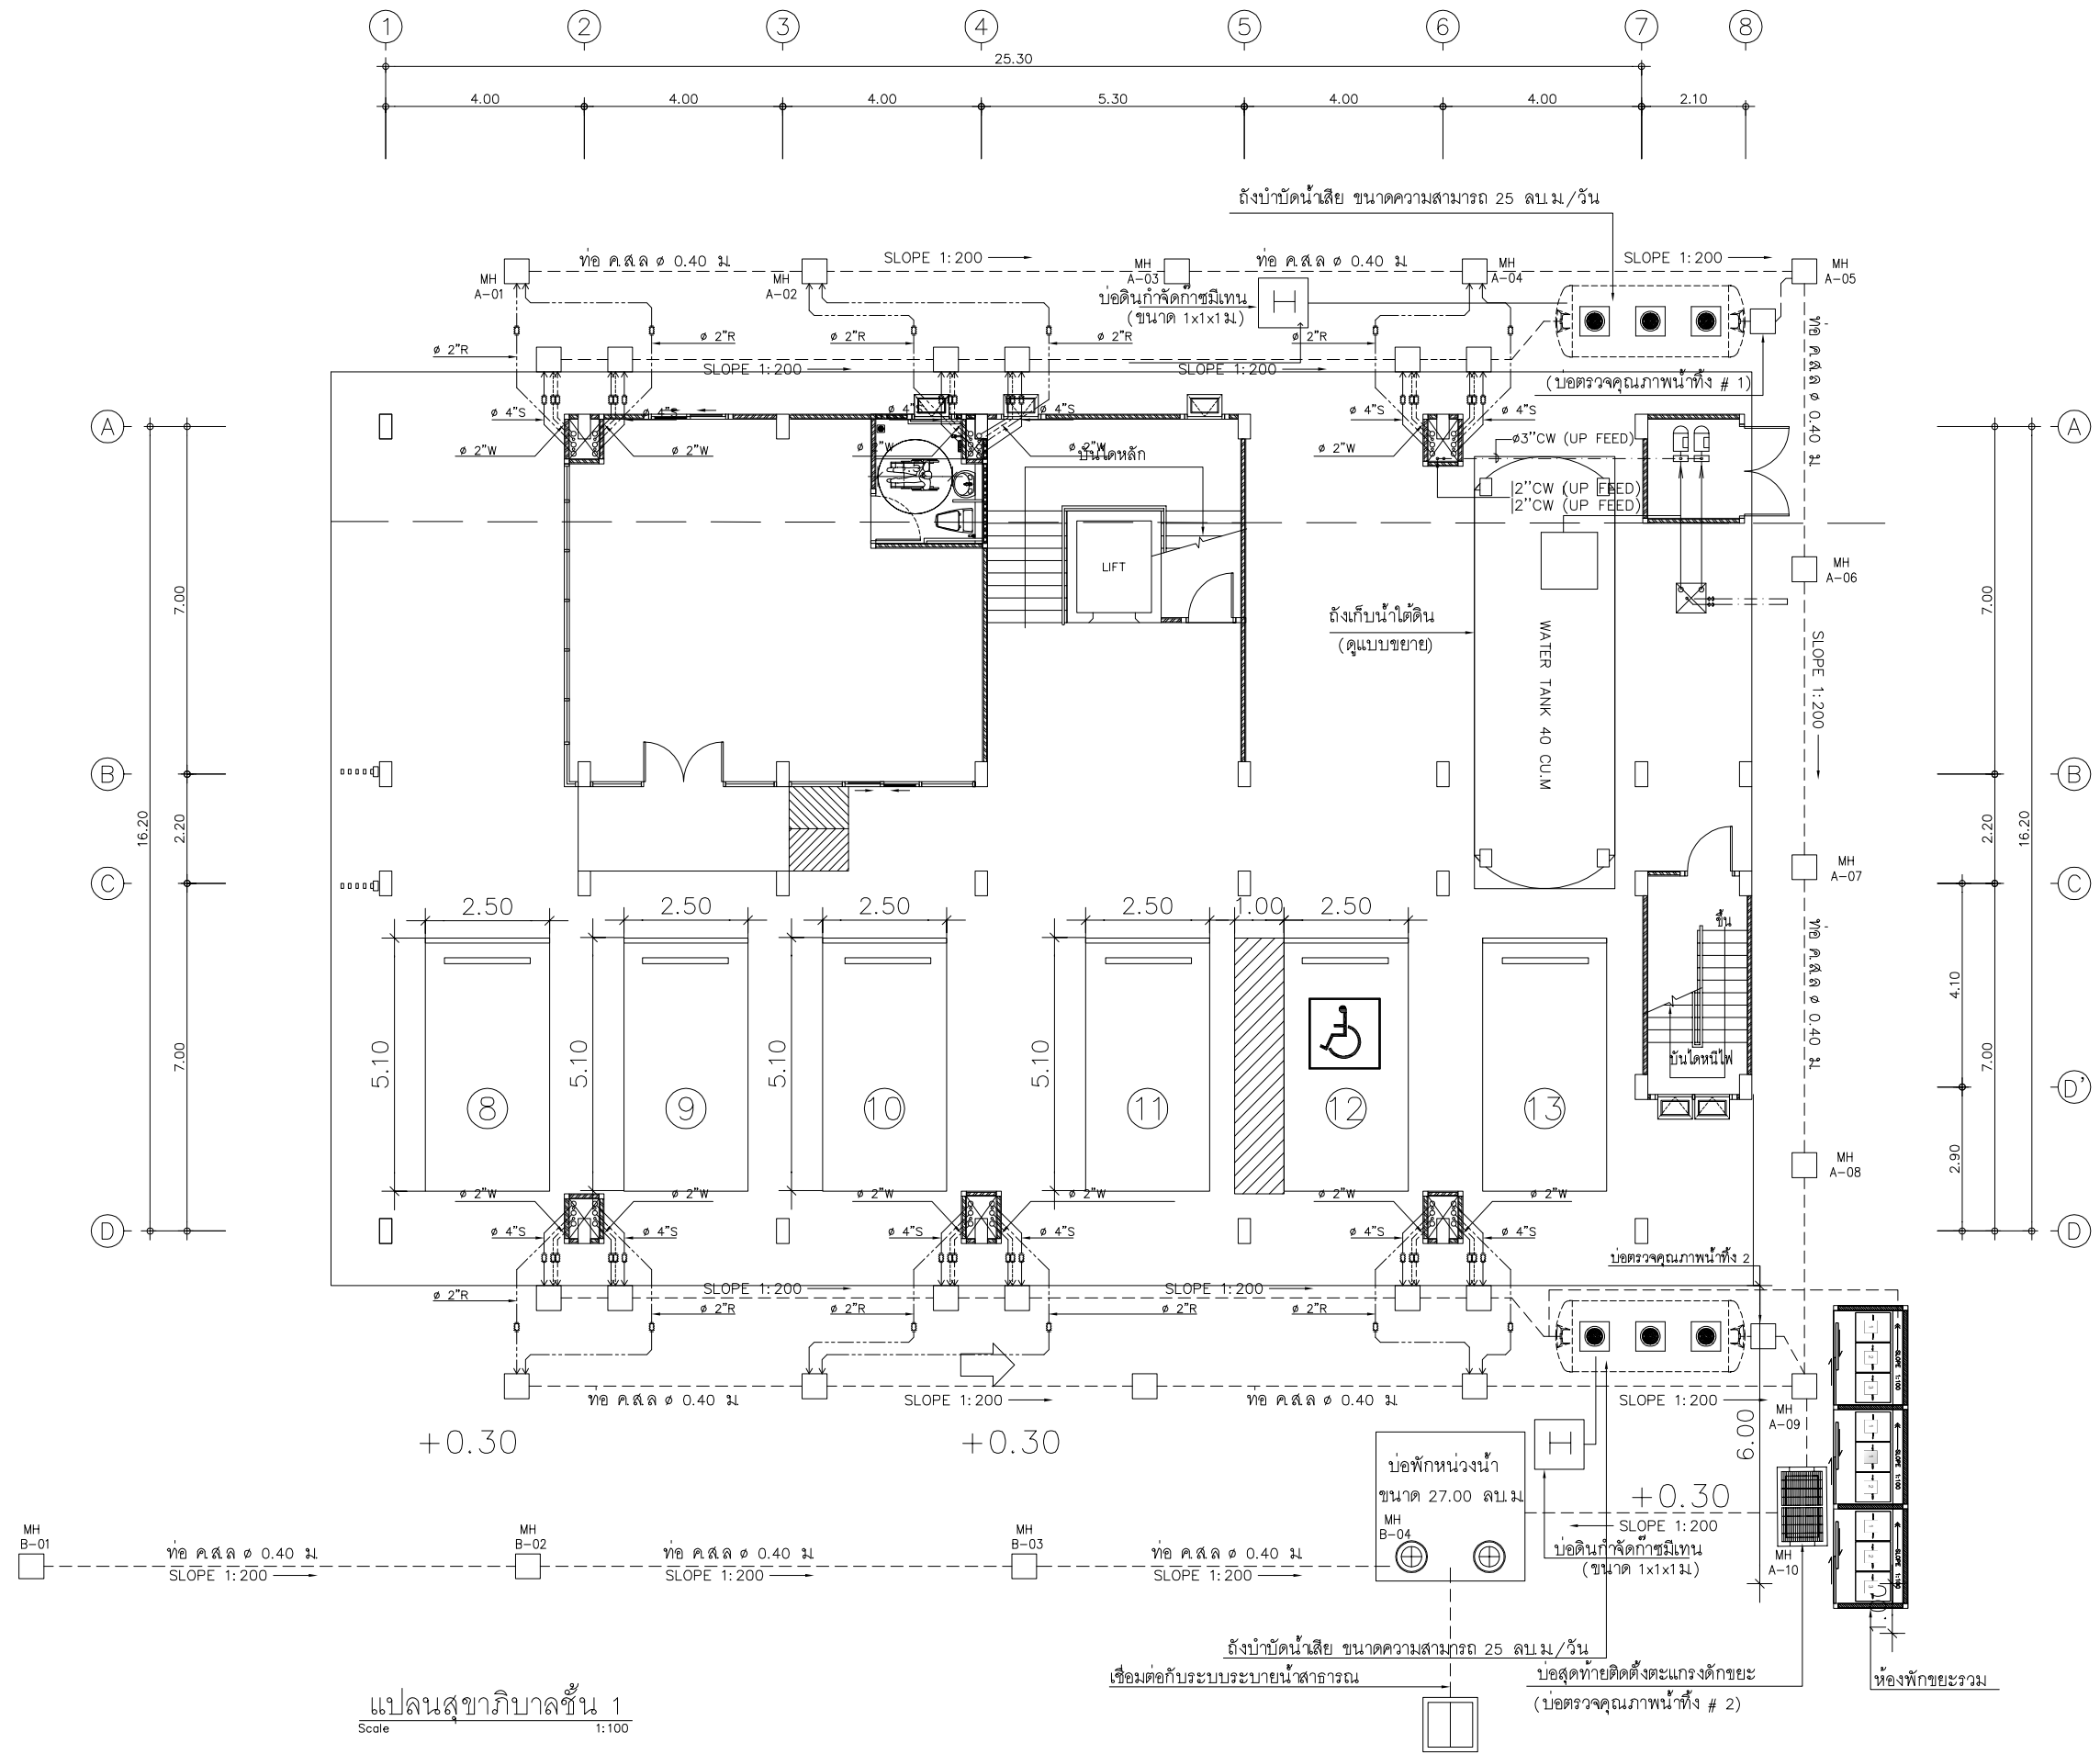 1 2 3 4 5 6 7 8
25.30
4.00 4.00 4.00 5.30 4.00 4.00 2.10
ถังบำบัดน้ำเสีย ขนาดความสามารถ 25 ลบ.ม./วัน
MH A-01
ท่อ ค.ส.ล ø 0.40 ม.
MH A-02
SLOPE 1:200
MH A-03
ท่อ ค.ส.ล ø 0.40 ม.
MH A-04
SLOPE 1:200
MH A-05
บ่อดินกำจัดก๊าซมีเทน
(ขนาด 1x1x1ม.)
ท่อ ค.ส.ล ø 0.40 ม.
ø 2"R ø 2"R ø 2"R ø 2"R ø 2"R
SLOPE 1:200 SLOPE 1:200
(บ่อตรวจคุณภาพน้ำทิ้ง # 1)
ø 4"S ø 4"S ø 4"S ø 4"S ø 4"S ø 4"S
A A
ø 2"W ø 2"W ø 2"W ø 2"W ø 2"W
บันไดหลัก
ø3"CW (UP FEED)
2"CW (UP FEED)
2"CW (UP FEED)
LIFT
MH A-06
7.00 7.00
ถังเก็บน้ำใต้ดิน
(ดูแบบขยาย)
WATER TANK 40 CU.M
SLOPE 1:200
B B
16.20 2.20 2.20 16.20
MH A-07
C C
2.50 2.50 2.50 2.50 1.00 2.50
ขึ้น
ท่อ ค.ส.ล ø 0.40 ม.
4.10
5.10 5.10 5.10 5.10
7.00 7.00
บันไดหนีไฟ
D'
8 9 10 11 12 13
MH A-08
2.90
ø 2"W ø 2"W ø 2"W ø 2"W ø 2"W ø 2"W
D D
ø 4"S ø 4"S ø 4"S ø 4"S ø 4"S ø 4"S
บ่อตรวจคุณภาพน้ำทิ้ง 2
SLOPE 1:200 SLOPE 1:200
ø 2"R ø 2"R ø 2"R ø 2"R ø 2"R
SLOPE 1:100
ท่อ ค.ส.ล ø 0.40 ม.
SLOPE 1:200
ท่อ ค.ส.ล ø 0.40 ม.
SLOPE 1:200
MH A-09
6.00
+0.30 +0.30
บ่อพักหน่วงน้ำ
ขนาด 27.00 ลบ.ม.
SLOPE 1:100
+0.30
SLOPE 1:200
MH B-01
ท่อ ค.ส.ล ø 0.40 ม.
SLOPE 1:200
MH B-02
ท่อ ค.ส.ล ø 0.40 ม.
SLOPE 1:200
MH B-03
ท่อ ค.ส.ล ø 0.40 ม.
SLOPE 1:200
MH B-04
บ่อดินกำจัดก๊าซมีเทน
(ขนาด 1x1x1ม.)
MH A-10
SLOPE 1:100
ถังบำบัดน้ำเสีย ขนาดความสามารถ 25 ลบ.ม./วัน
เชื่อมต่อกับระบบระบายน้ำสาธารณ
บ่อสุดท้ายติดตั้งตะแกรงดักขยะ
(บ่อตรวจคุณภาพน้ำทิ้ง # 2)
ห้องพักขยะรวม
แปลนสุขาภิบาลชั้น 1
Scale 1:100